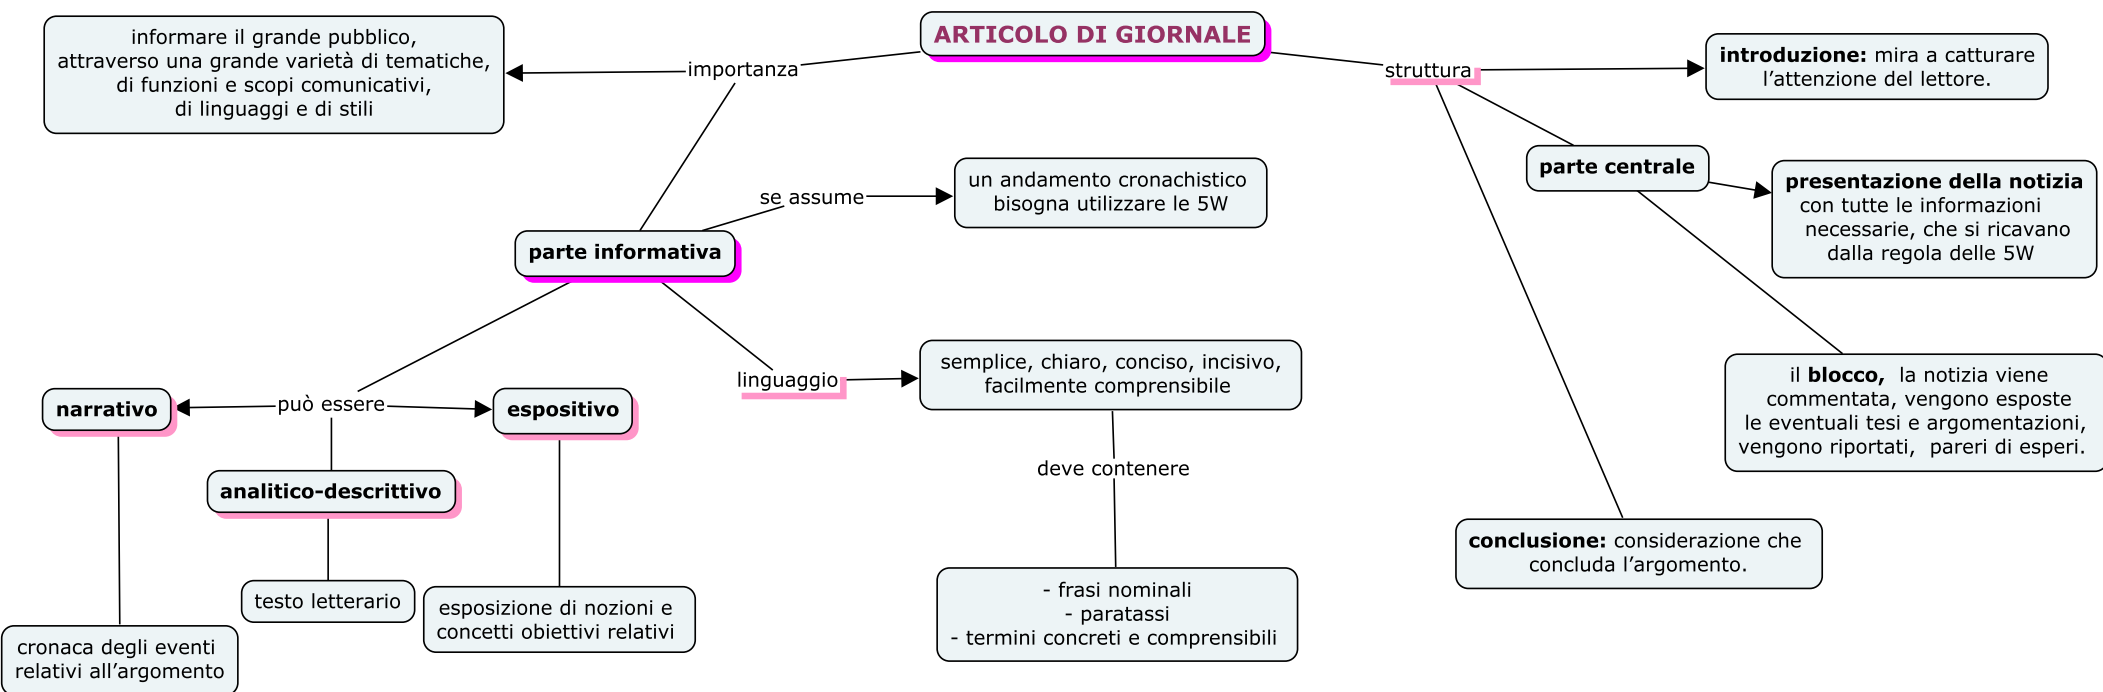 ARTICOLO DI GIORNALE
importanza
informare il grande pubblico,
attraverso una grande varietà di tematiche,
di funzioni e scopi comunicativi,
di linguaggi e di stili
parte informativa
se assume
un andamento cronachistico
bisogna utilizzare le 5W
può essere
narrativo
cronaca degli eventi
relativi all’argomento
analitico-descrittivo
testo letterario
espositivo
esposizione di nozioni e
concetti obiettivi relativi
linguaggio
semplice, chiaro, conciso, incisivo,
facilmente comprensibile
deve contenere
- frasi nominali
- paratassi
- termini concreti e comprensibili
struttura
introduzione: mira a catturare
l’attenzione del lettore.
parte centrale
presentazione della notizia
con tutte le informazioni
necessarie, che si ricavano
dalla regola delle 5W
il blocco, la notizia viene
commentata, vengono esposte
le eventuali tesi e argomentazioni,
vengono riportati, pareri di esperi.
conclusione: considerazione che
concluda l’argomento.